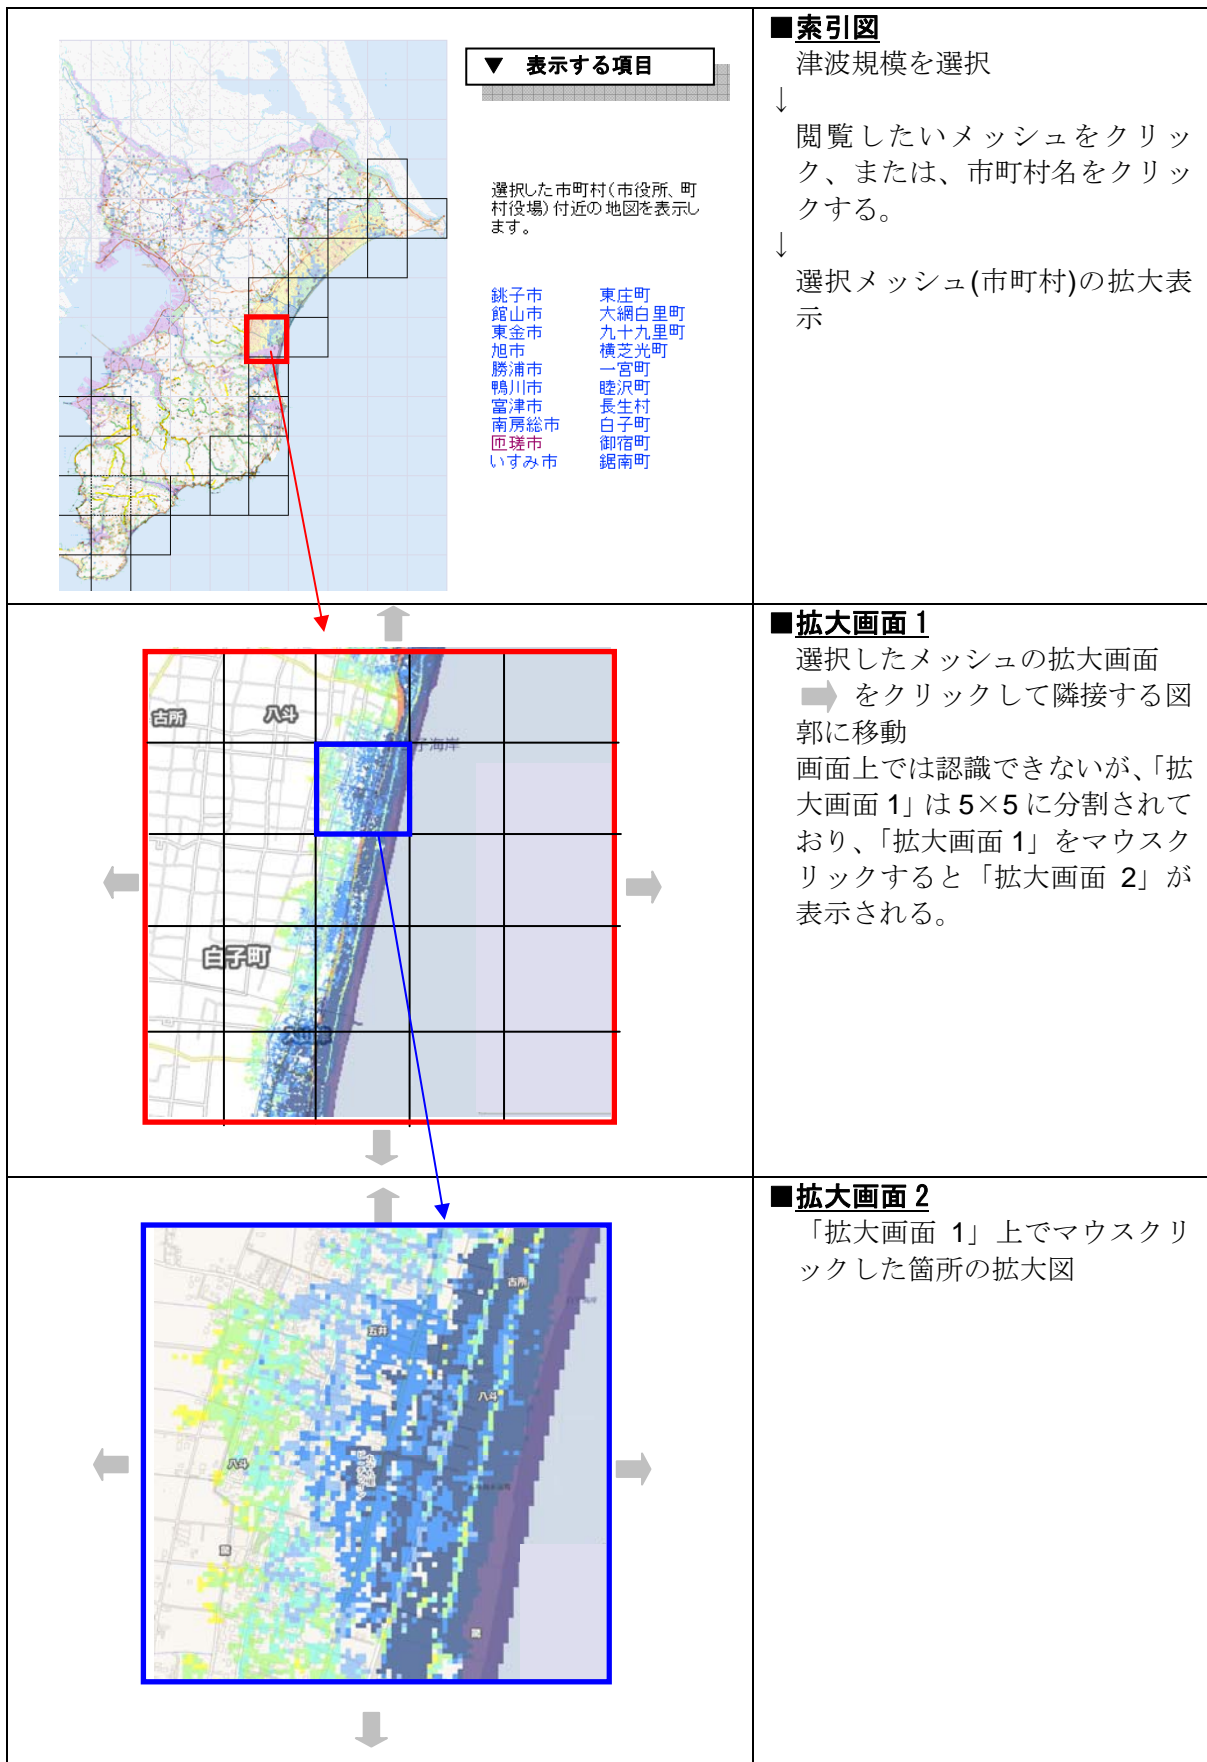 ▼ 表示する項目
選択した市町村(市役所、町
村役場)付近の地図を表示し
ます。
銚子市 東庄町
館山市 大網白里町
東金市 九十九里町
旭市 横芝光町
勝浦市 一宮町
鴨川市 睦沢町
富津市 長生村
南房総市 白子町
匝瑳市 御宿町
いすみ市 鋸南町
■索引図
津波規模を選択
↓
閲覧したいメッシュをクリッ
ク、または、市町村名をクリッ
クする。
↓
選択メッシュ(市町村)の拡大表
示
古所
八斗
子海岸
白子町
■拡大画面 1
選択したメッシュの拡大画面
をクリックして隣接する図
郭に移動
画面上では認識できないが、「拡
大画面 1」は 5×5 に分割されて
おり、「拡大画面 1」をマウスク
リックすると「拡大画面 2」が
表示される。
古所
五井
八斗
八斗
関
関
■拡大画面 2
「拡大画面 1」上でマウスクリ
ックした箇所の拡大図